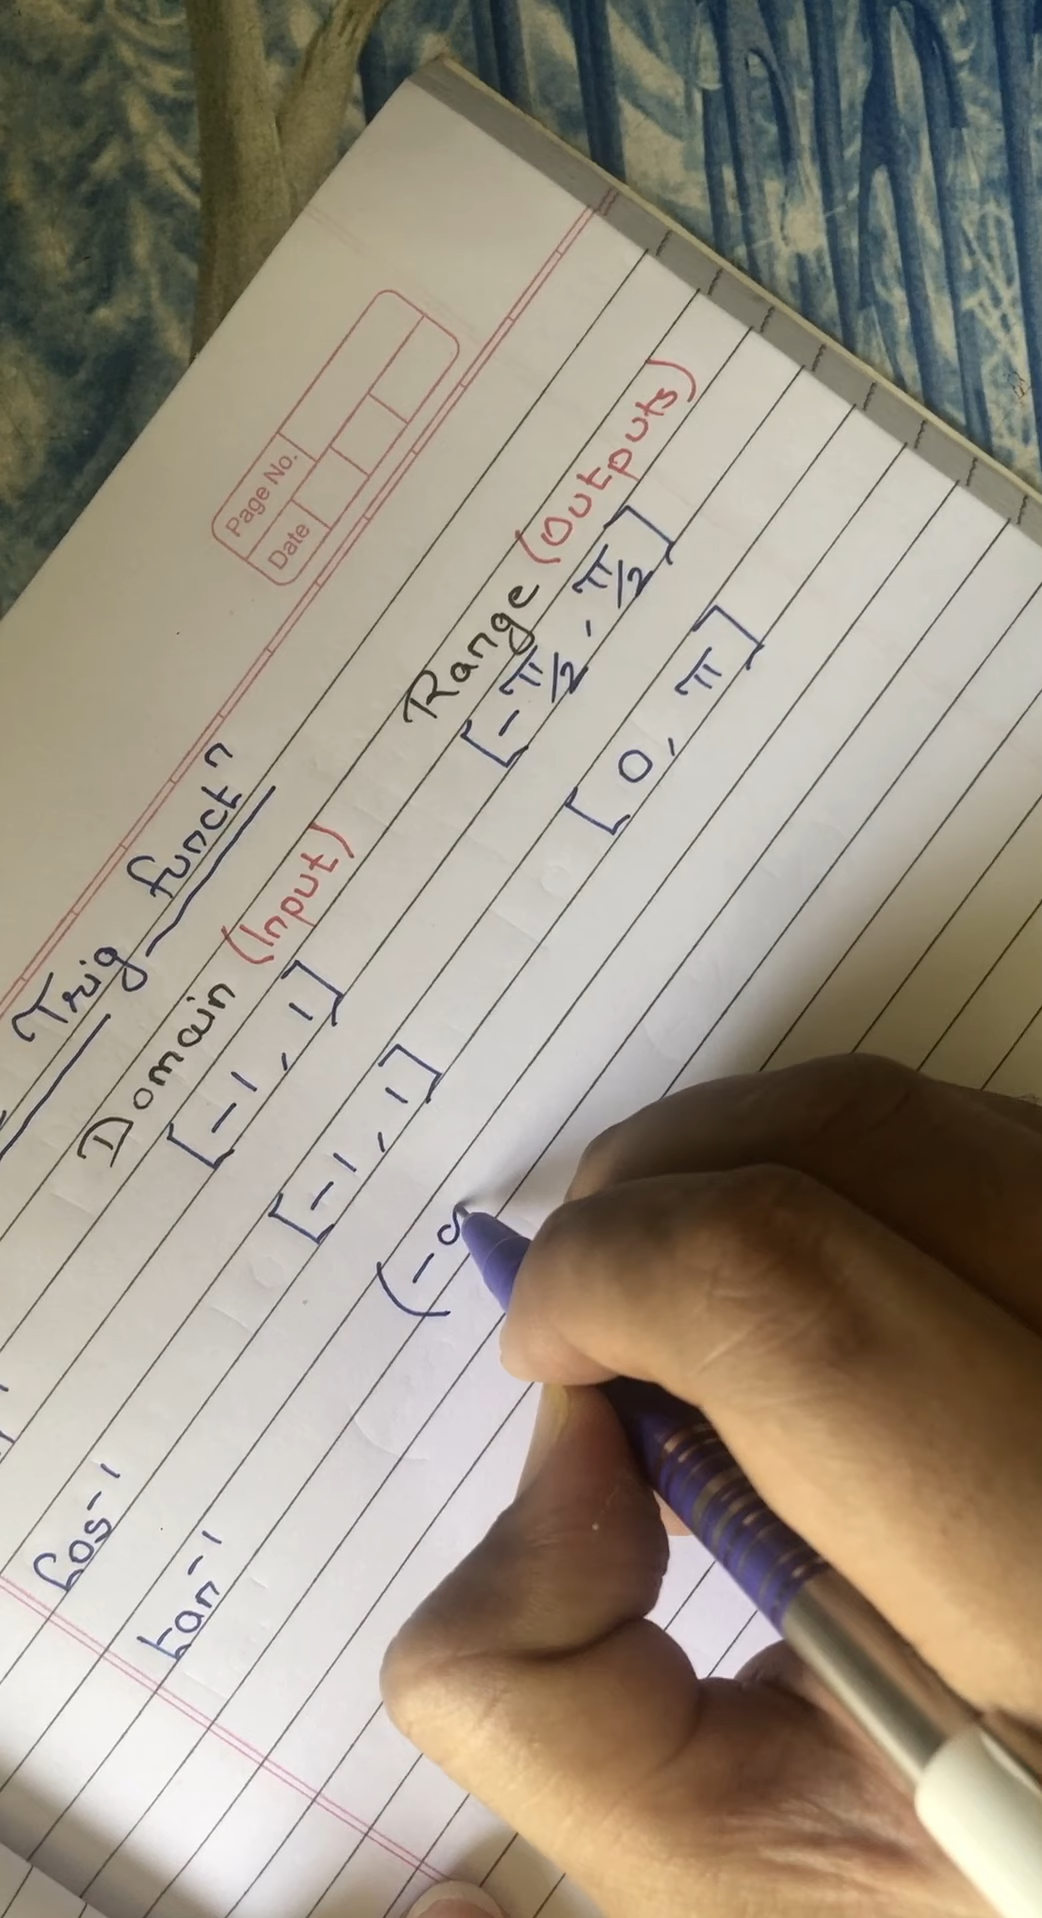 Page No.
Date
Trig functⁿ
Domain (Input) Range (Outputs)
[-1, 1] [-π/2, π/2]
cos⁻¹ [-1, 1] [0, π]
tan⁻¹ (-